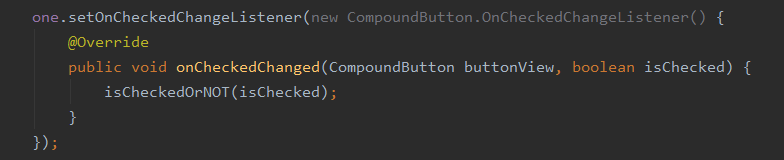 one.setOnCheckedChangeListener(new CompoundButton.OnCheckedChangeListener() {
    @Override
    public void onCheckedChanged(CompoundButton buttonView, boolean isChecked) {
        isCheckedOrNOT(isChecked);
    }
});